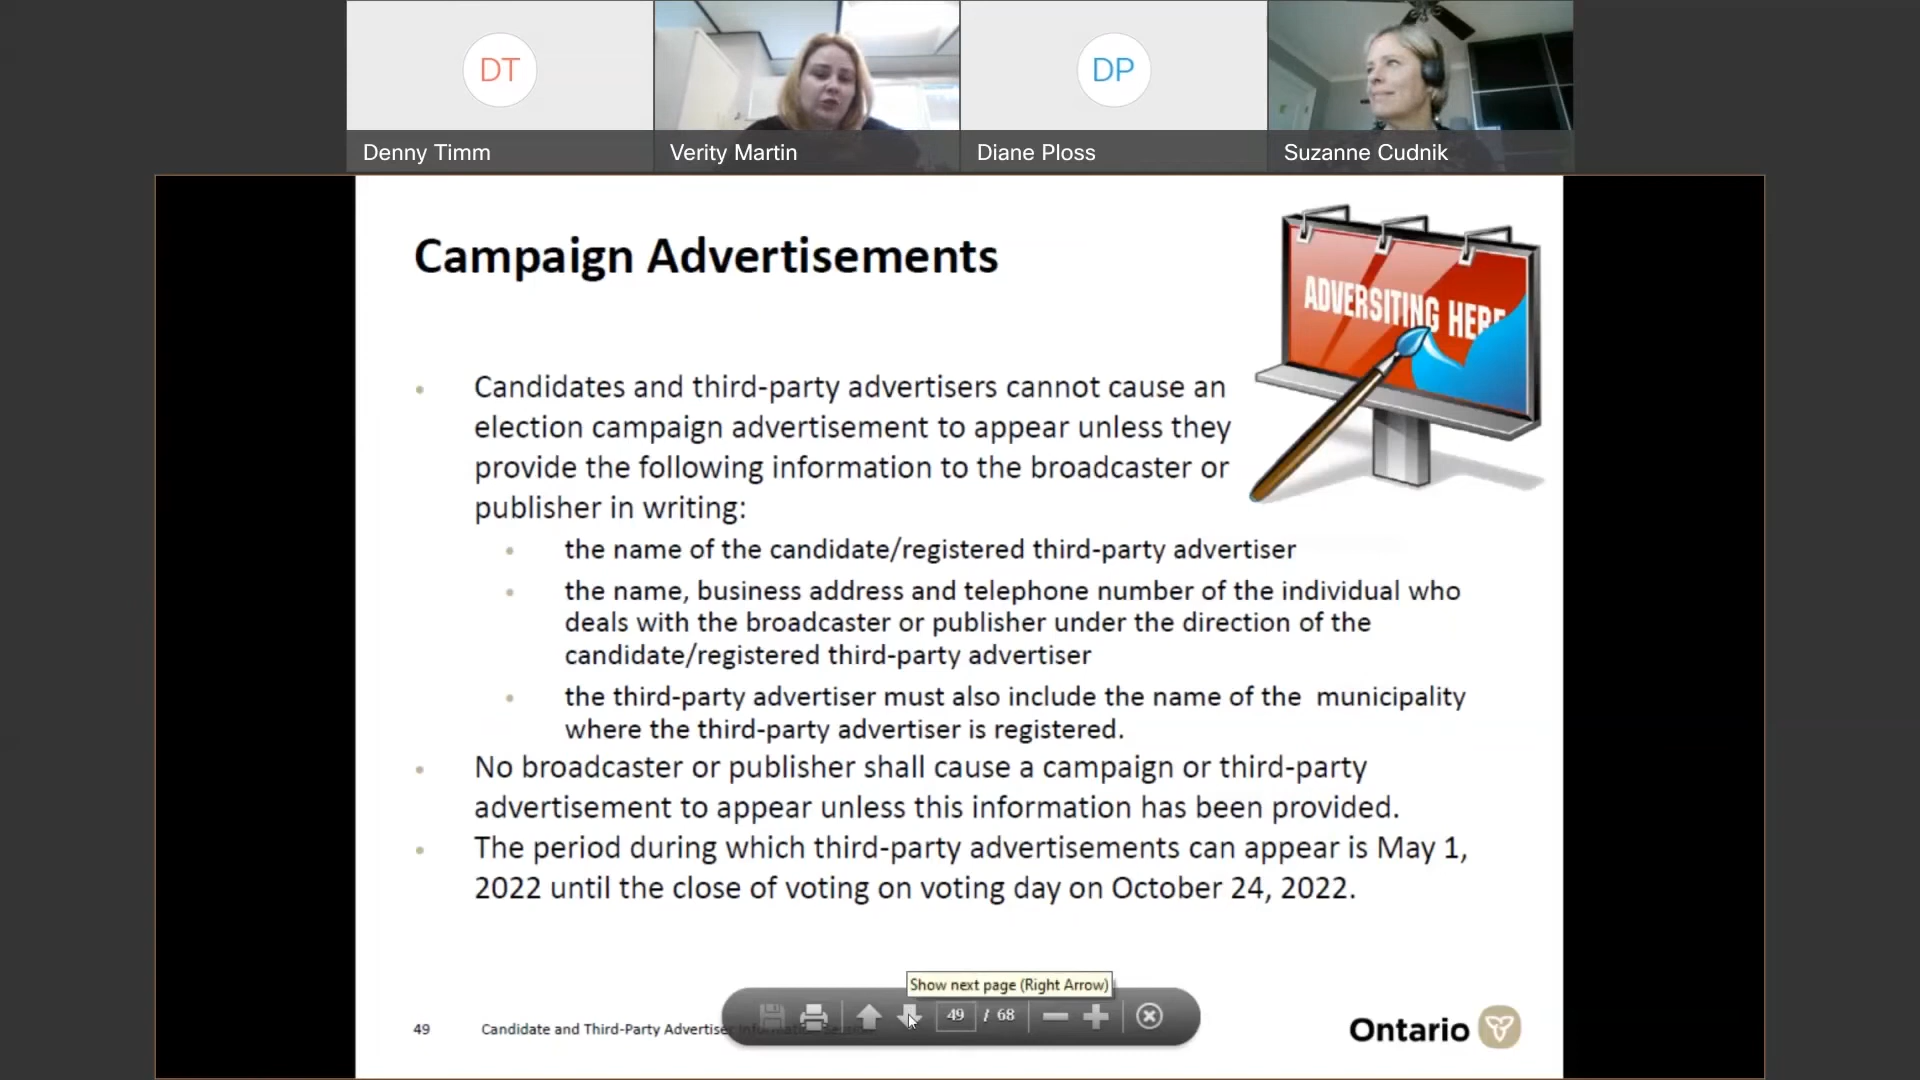 DT
DP
Denny Timm
Verity Martin
Diane Ploss
Suzanne Cudnik
Campaign Advertisements
ADVERSITING HERE
• Candidates and third-party advertisers cannot cause an
election campaign advertisement to appear unless they
provide the following information to the broadcaster or
publisher in writing:
• the name of the candidate/registered third-party advertiser
• the name, business address and telephone number of the individual who
deals with the broadcaster or publisher under the direction of the
candidate/registered third-party advertiser
• the third-party advertiser must also include the name of the municipality
where the third-party advertiser is registered.
• No broadcaster or publisher shall cause a campaign or third-party
advertisement to appear unless this information has been provided.
• The period during which third-party advertisements can appear is May 1,
2022 until the close of voting on voting day on October 24, 2022.
Show next page (Right Arrow)
49 / 68
49 Candidate and Third-Party Advertiser
Ontario